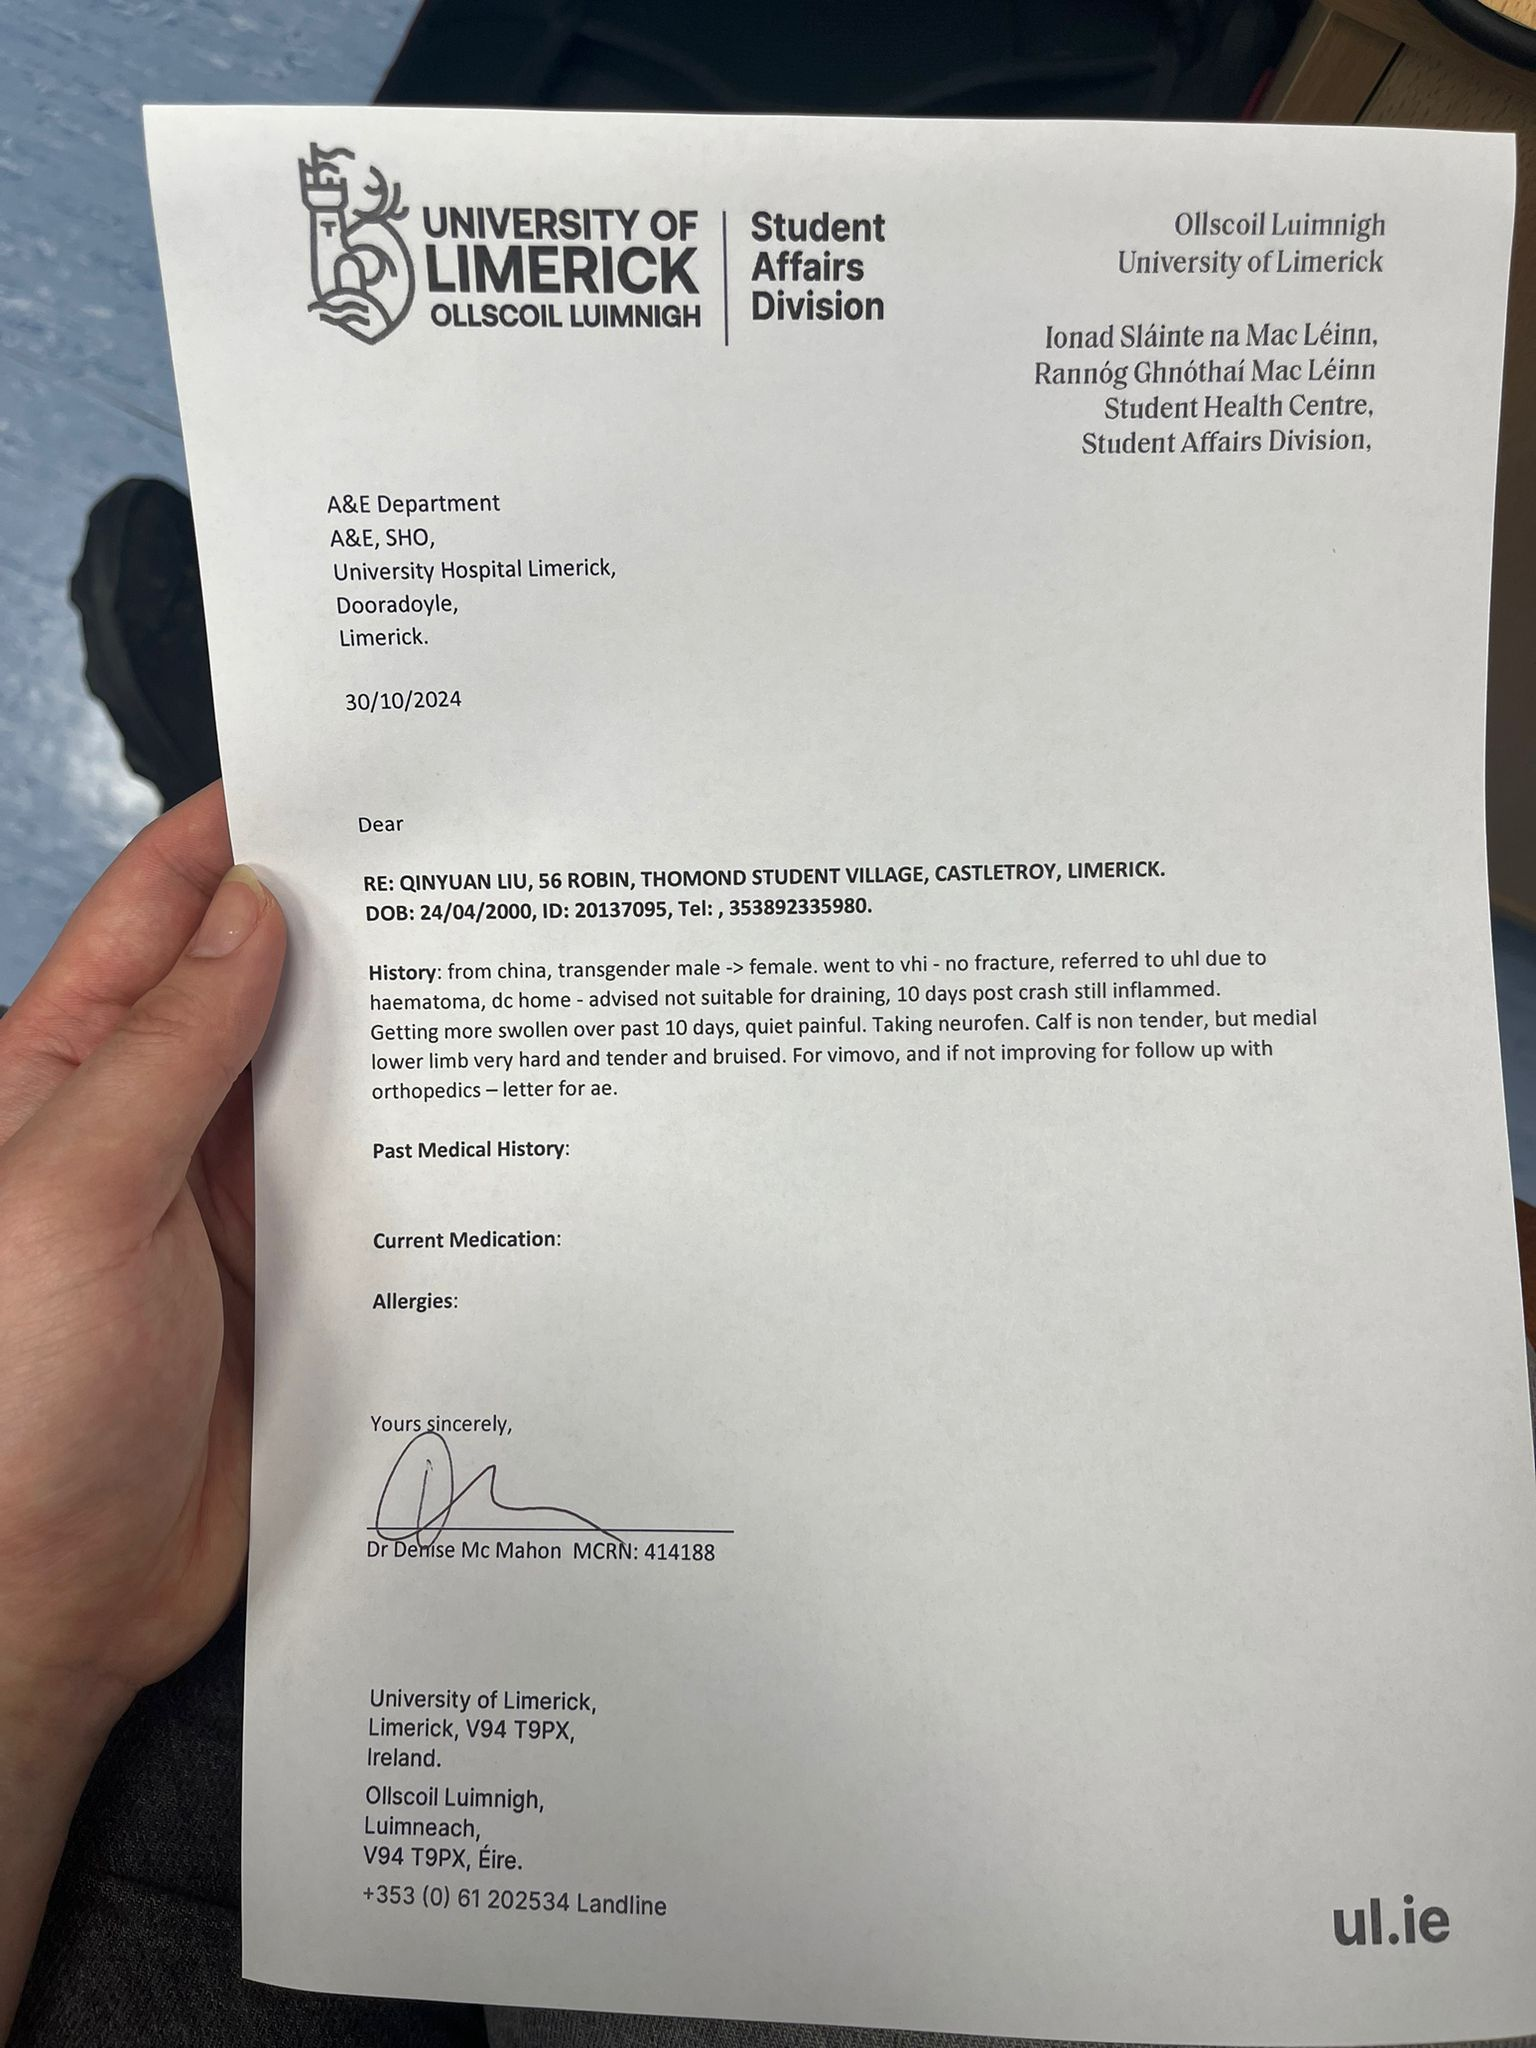 UNIVERSITY OF
LIMERICK
OLLSCOIL LUIMNIGH
Student
Affairs
Division
Ollscoil Luimnigh
University of Limerick
Ionad Sláinte na Mac Léinn,
Rannóg Ghnóthaí Mac Léinn
Student Health Centre,
Student Affairs Division,
A&E Department
A&E, SHO,
University Hospital Limerick,
Dooradoyle,
Limerick.
30/10/2024
Dear
RE: QINYUAN LIU, 56 ROBIN, THOMOND STUDENT VILLAGE, CASTLETROY, LIMERICK.
DOB: 24/04/2000, ID: 20137095, Tel: , 353892335980.
History: from china, transgender male -> female. went to vhi - no fracture, referred to uhl due to
haematoma, dc home - advised not suitable for draining, 10 days post crash still inflammed.
Getting more swollen over past 10 days, quiet painful. Taking neurofen. Calf is non tender, but medial
lower limb very hard and tender and bruised. For vimovo, and if not improving for follow up with
orthopedics – letter for ae.
Past Medical History:
Current Medication:
Allergies:
Yours sincerely,
Dr Denise Mc Mahon MCRN: 414188
University of Limerick,
Limerick, V94 T9PX,
Ireland.
Ollscoil Luimnigh,
Luimneach,
V94 T9PX, Éire.
+353 (0) 61 202534 Landline
ul.ie